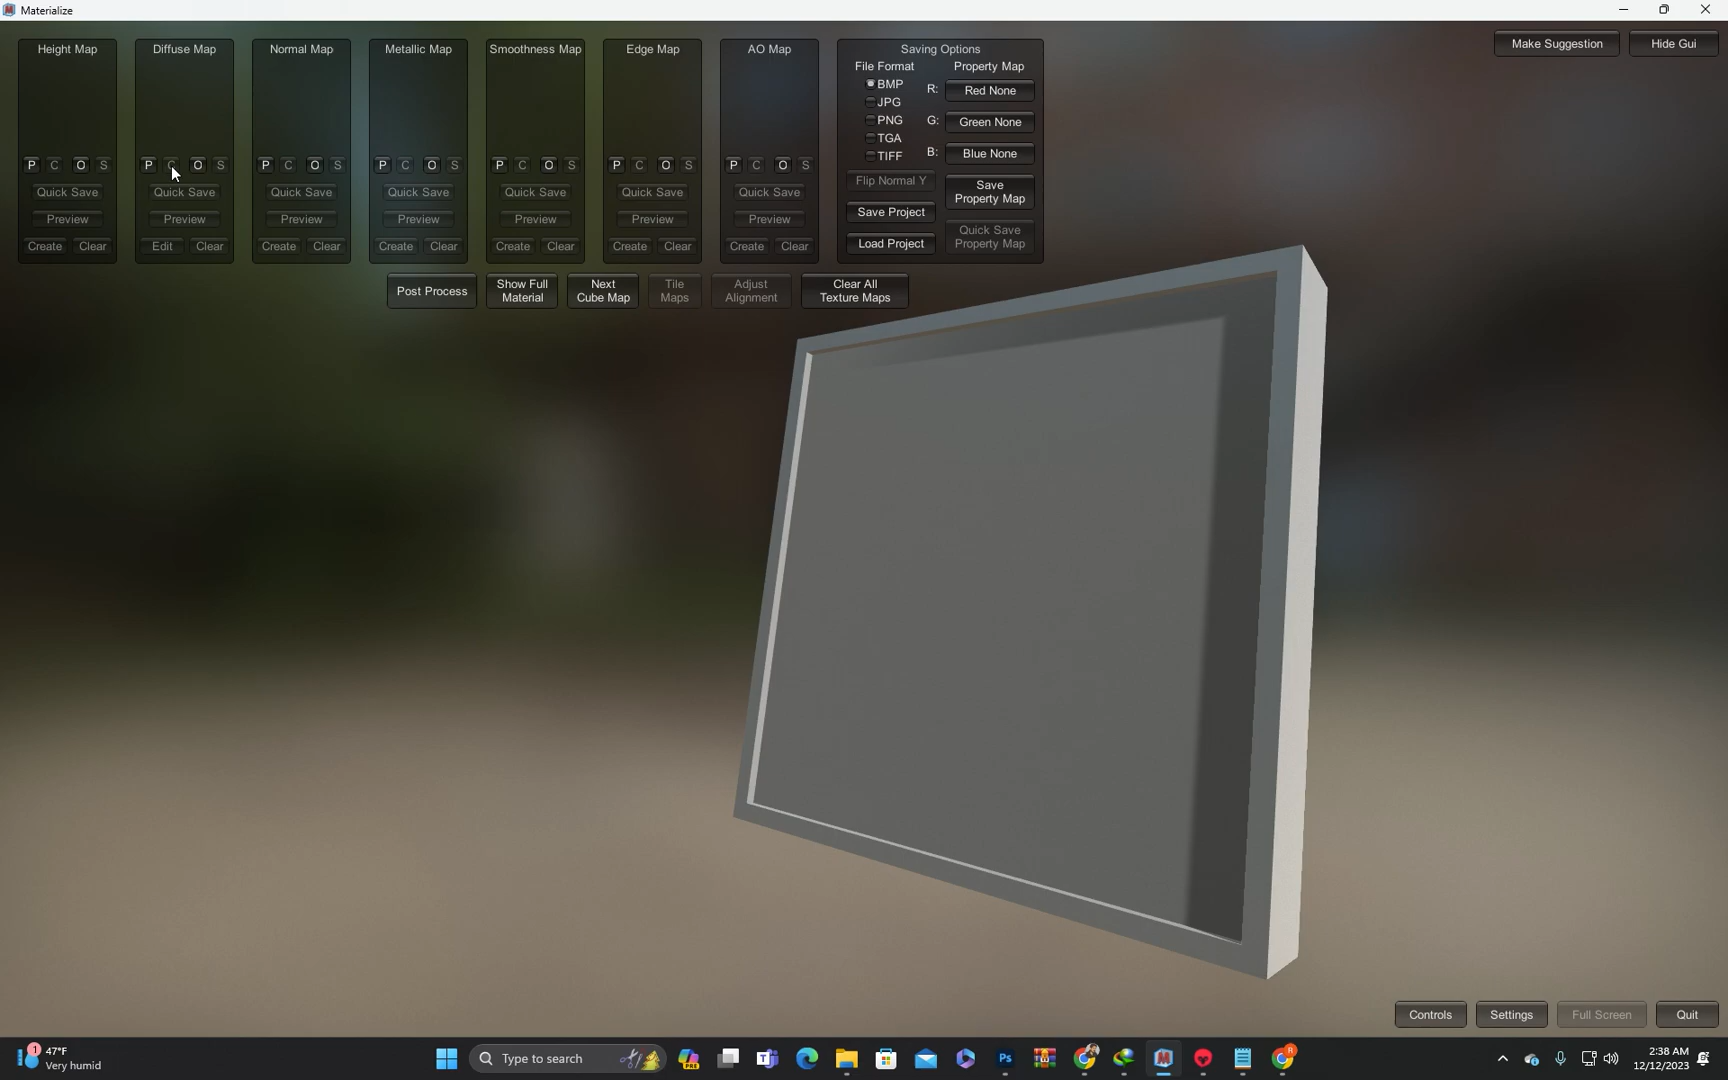 Materialize
Height Map
P C O S
Quick Save
Preview
Create Clear
Diffuse Map
P C O S
Quick Save
Preview
Edit Clear
Normal Map
P C O S
Quick Save
Preview
Create Clear
Metallic Map
P C O S
Quick Save
Preview
Create Clear
Smoothness Map
P C O S
Quick Save
Preview
Create Clear
Edge Map
P C O S
Quick Save
Preview
Create Clear
AO Map
P C O S
Quick Save
Preview
Create Clear
Saving Options
File Format
BMP
JPG
PNG
TGA
TIFF
Flip Normal Y
Save Project
Load Project
Property Map
R: Red None
G: Green None
B: Blue None
Save
Property Map
Quick Save
Property Map
Make Suggestion
Hide Gui
Post Process
Show Full
Material
Next
Cube Map
Tile
Maps
Adjust
Alignment
Clear All
Texture Maps
Controls
Settings
Full Screen
Quit
1
47°F
Very humid
Type to search
PRE
Ps
R
2:38 AM
12/12/2023